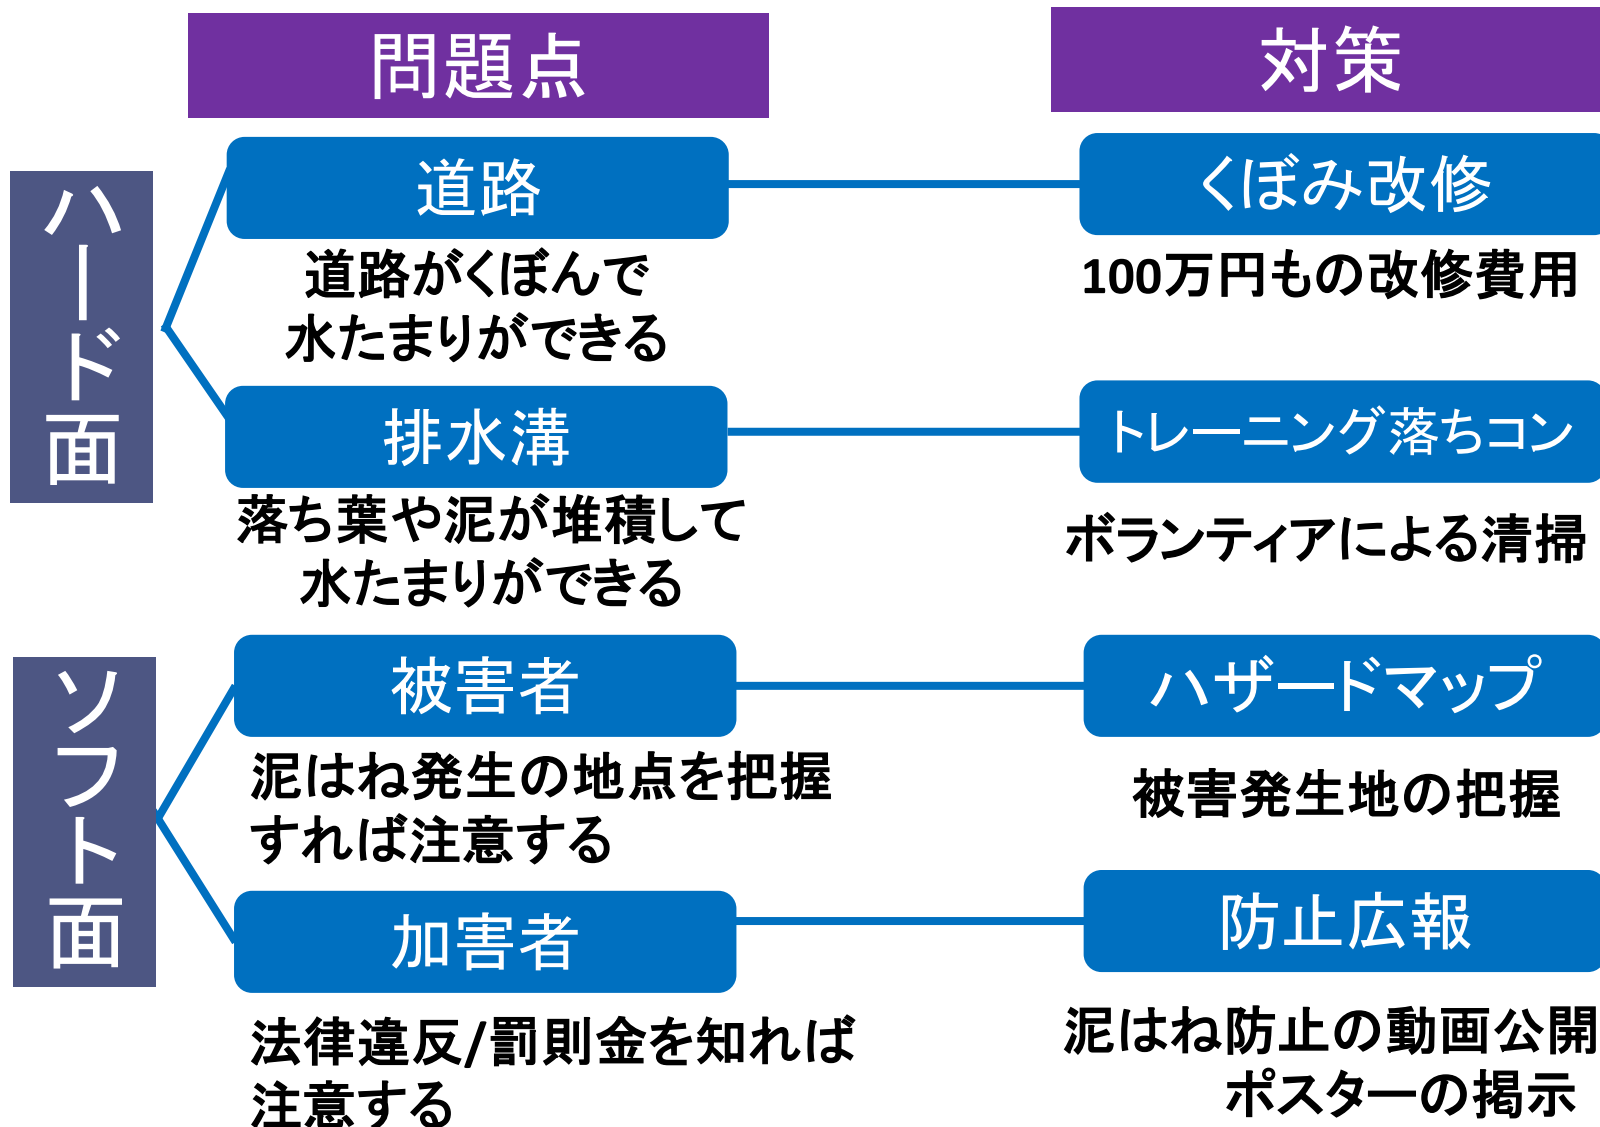 問題点
対策
ハード面
道路
くぼみ改修
道路がくぼんで
水たまりができる
100万円もの改修費用
排水溝
トレーニング落ちコン
落ち葉や泥が堆積して
水たまりができる
ボランティアによる清掃
ソフト面
被害者
ハザードマップ
泥はね発生の地点を把握
すれば注意する
被害発生地の把握
加害者
防止広報
法律違反/罰則金を知れば
注意する
泥はね防止の動画公開
ポスターの掲示